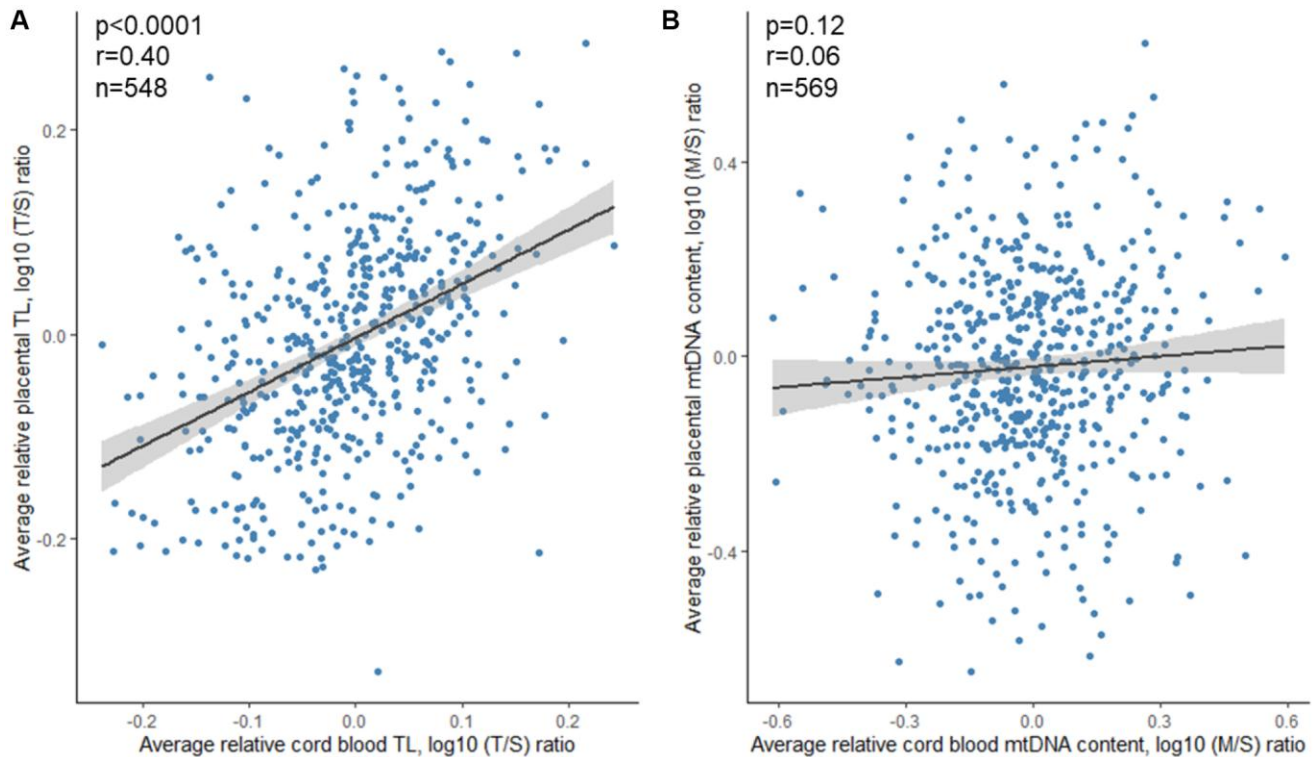 A
p<0.0001
r=0.40
n=548
Average relative placental TL, log10 (T/S) ratio
0.2
0.0
-0.2
-0.2
-0.1
0.0
0.1
0.2
Average relative cord blood TL, log10 (T/S) ratio
B
p=0.12
r=0.06
n=569
Average relative placental mtDNA content, log10 (M/S) ratio
0.4
0.0
-0.4
-0.6
-0.3
0.0
0.3
0.6
Average relative cord blood mtDNA content, log10 (M/S) ratio